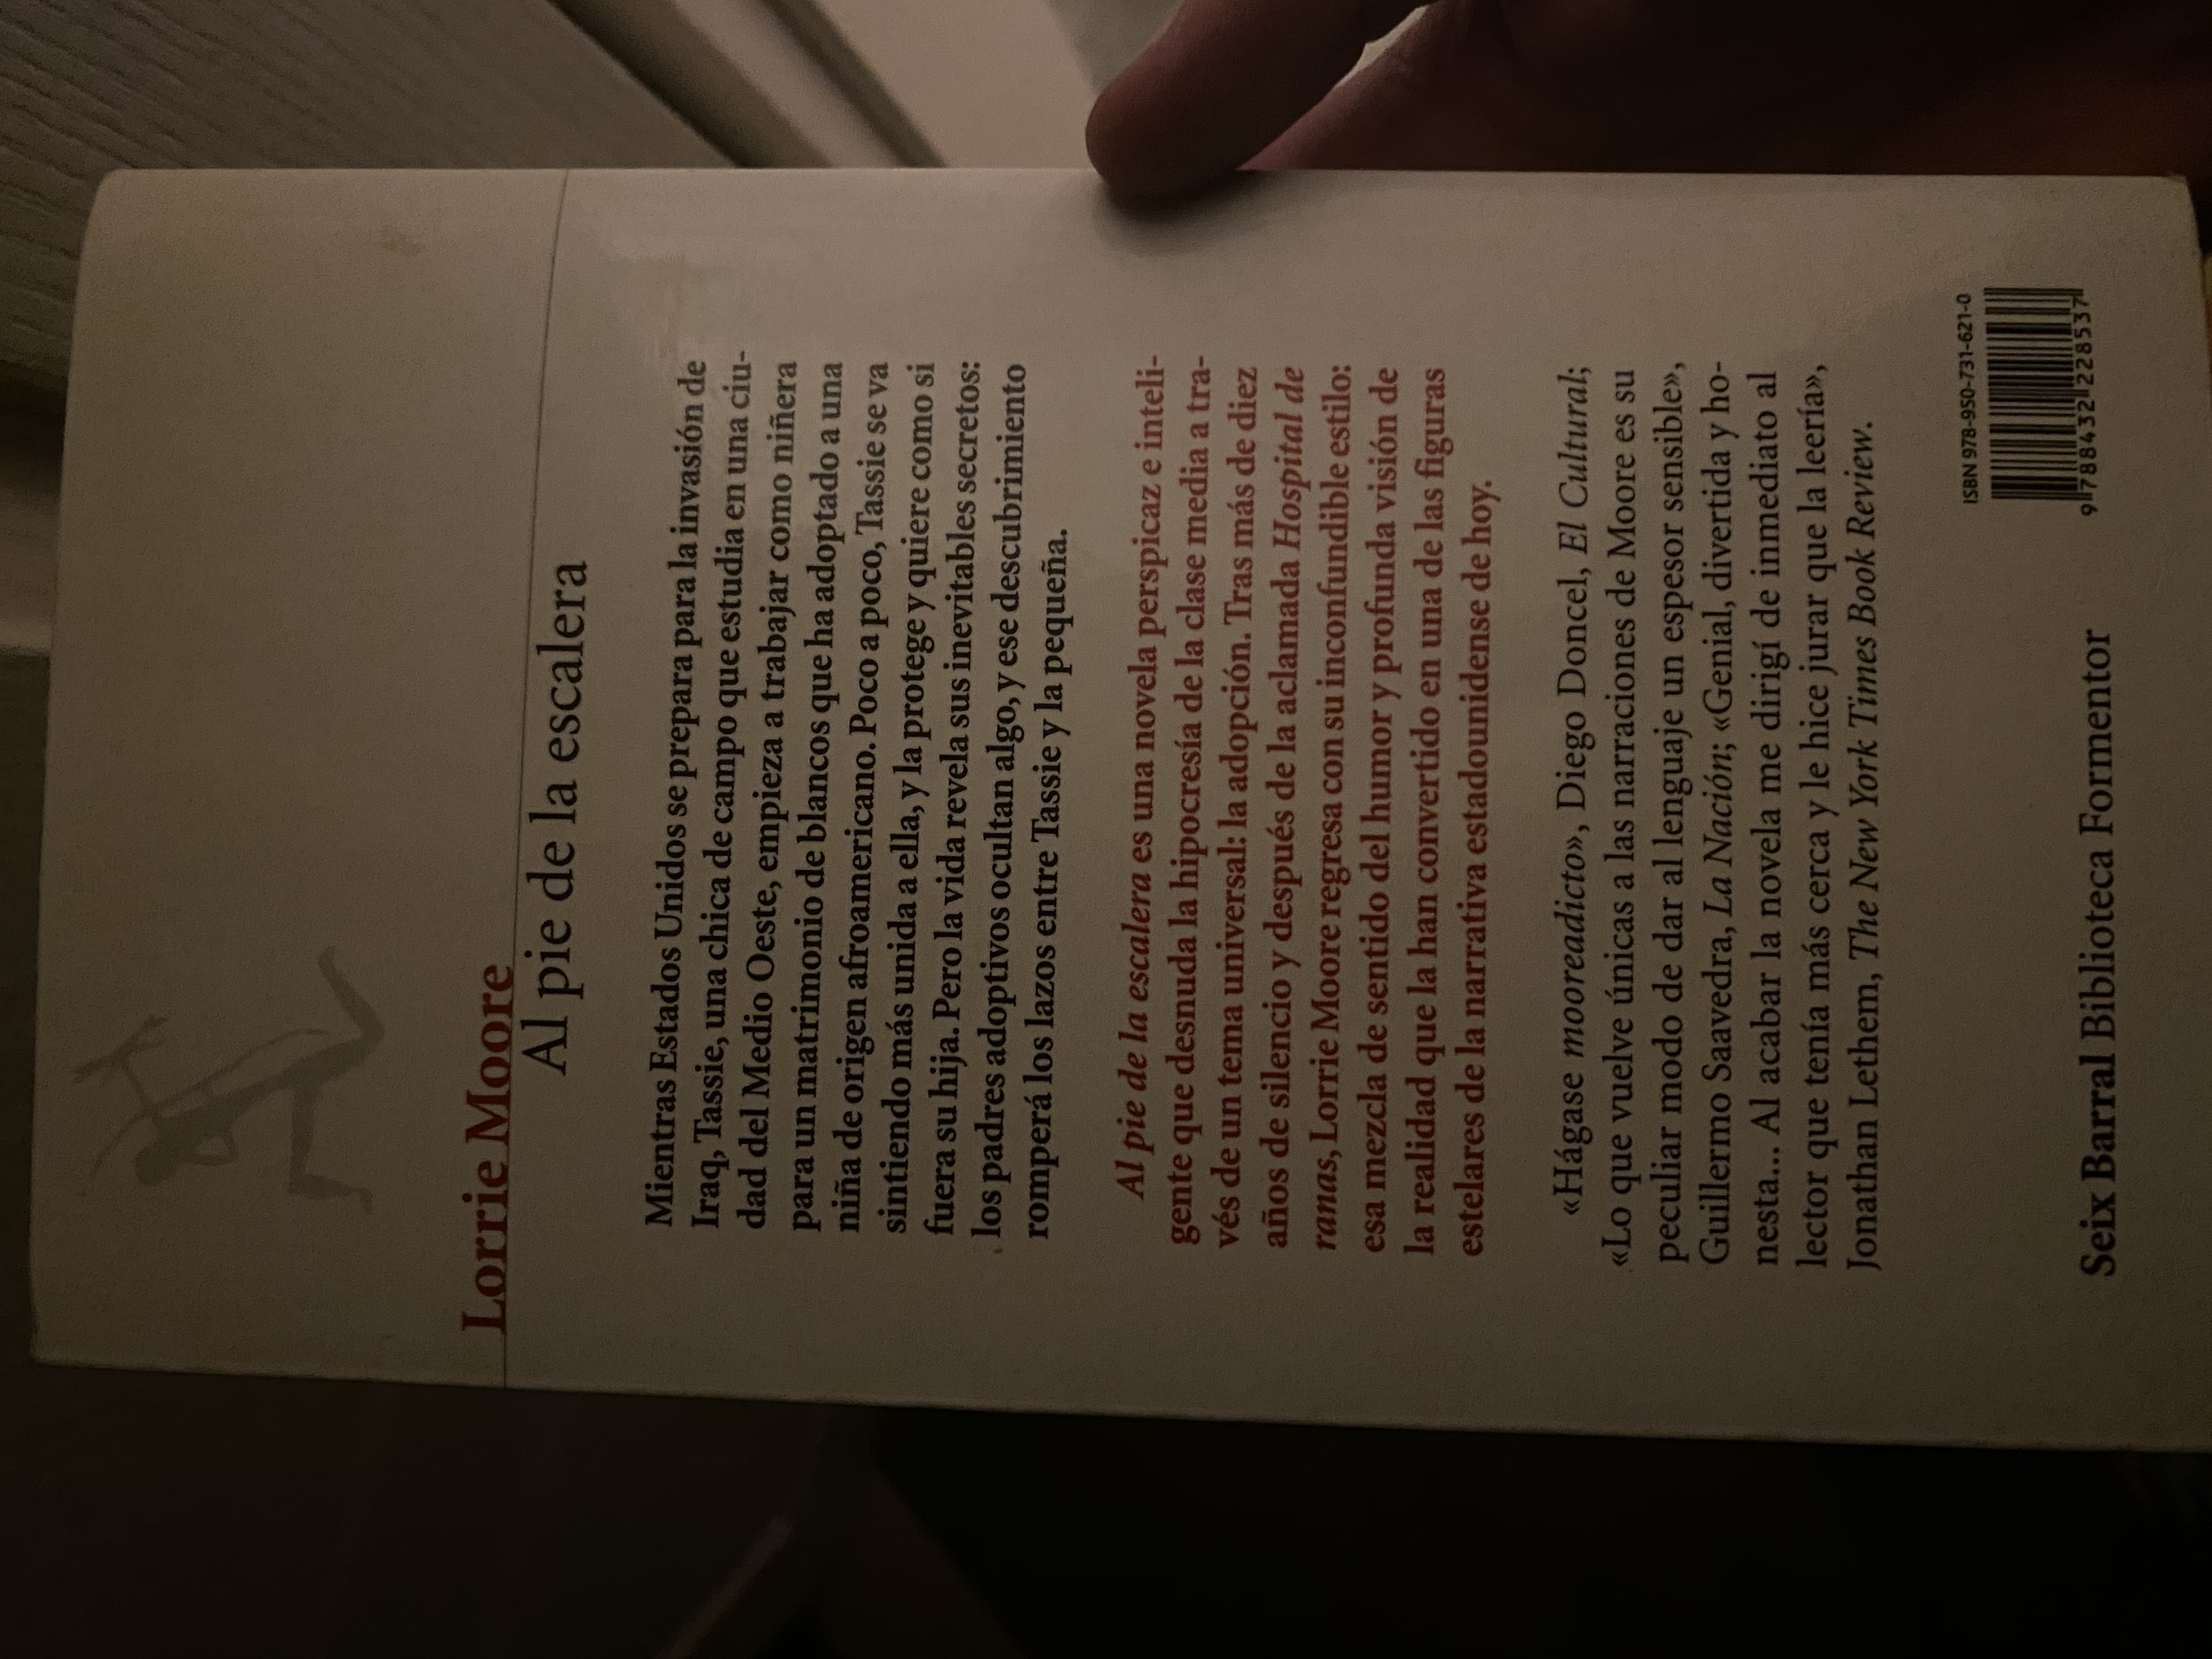 Lorrie Moore
Al pie de la escalera
Mientras Estados Unidos se prepara para la invasión de
Iraq, Tassie, una chica de campo que estudia en una ciu-
dad del Medio Oeste, empieza a trabajar como niñera
para un matrimonio de blancos que ha adoptado a una
niña de origen afroamericano. Poco a poco, Tassie se va
sintiendo más unida a ella, y la protege y quiere como si
fuera su hija. Pero la vida revela sus inevitables secretos:
los padres adoptivos ocultan algo, y ese descubrimiento
romperá los lazos entre Tassie y la pequeña.
Al pie de la escalera es una novela perspicaz e inteli-
gente que desnuda la hipocresía de la clase media a tra-
vés de un tema universal: la adopción. Tras más de diez
años de silencio y después de la aclamada Hospital de
ranas, Lorrie Moore regresa con su inconfundible estilo:
esa mezcla de sentido del humor y profunda visión de
la realidad que la han convertido en una de las figuras
estelares de la narrativa estadounidense de hoy.
«Hágase mooreadicto», Diego Doncel, El Cultural;
«Lo que vuelve únicas a las narraciones de Moore es su
peculiar modo de dar al lenguaje un espesor sensible»,
Guillermo Saavedra, La Nación; «Genial, divertida y ho-
nesta... Al acabar la novela me dirigí de inmediato al
lector que tenía más cerca y le hice jurar que la leería»,
Jonathan Lethem, The New York Times Book Review.
ISBN 978-950-731-621-0
9 788432 228537
Seix Barral Biblioteca Formentor